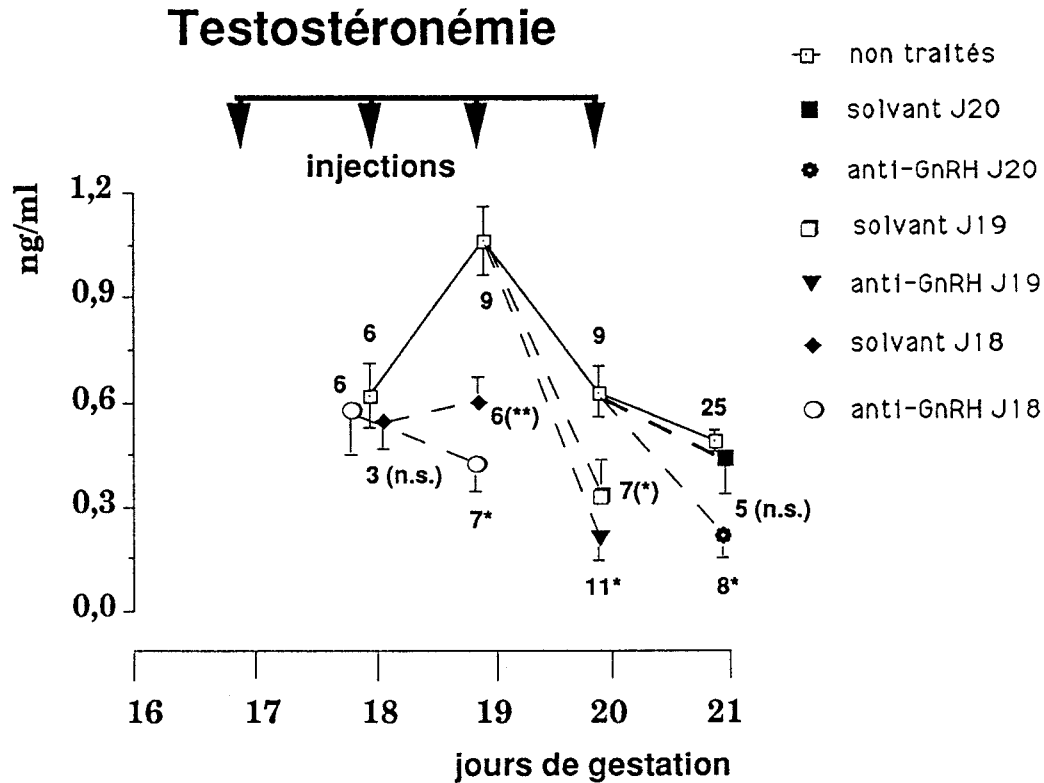 Testostéronémie
injections
non traités
solvant J20
anti-GnRH J20
solvant J19
anti-GnRH J19
solvant J18
anti-GnRH J18
ng/ml
1,2
0,9
0,6
0,3
0,0
6
6
9
9
25
3 (n.s.)
6(**)
7*
7(*)
11*
5 (n.s.)
8*
16 17 18 19 20 21
jours de gestation